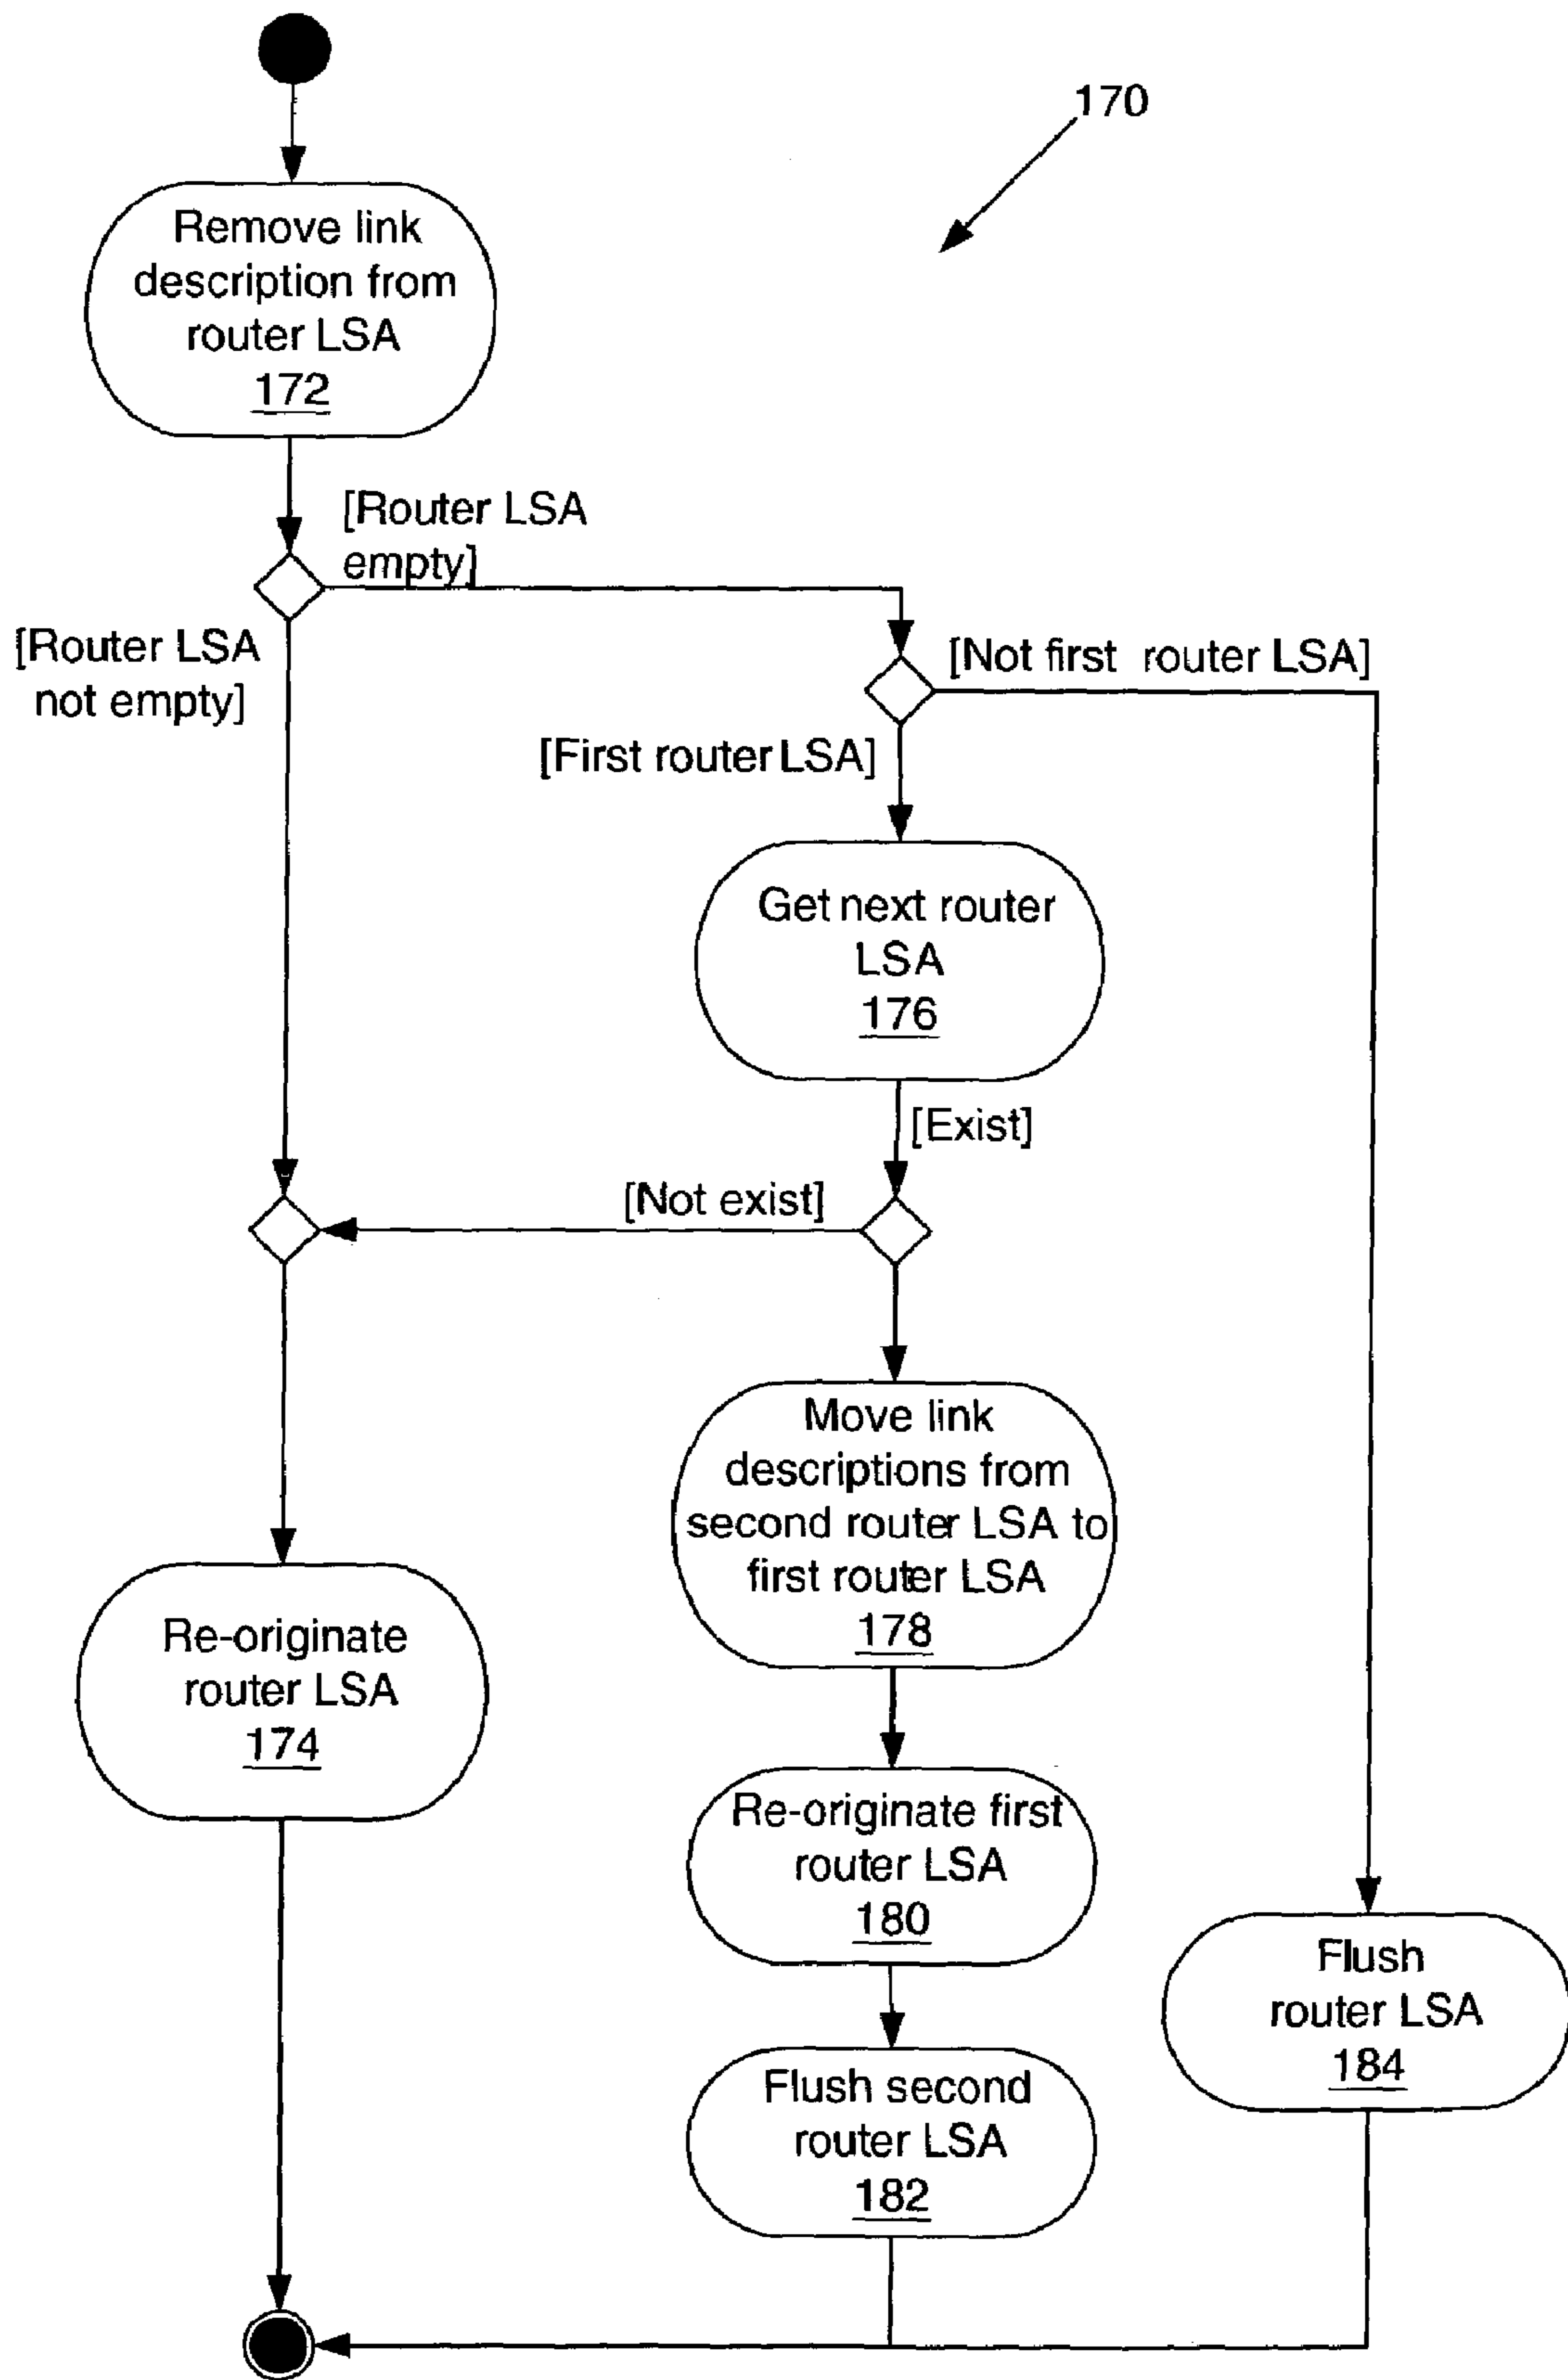 170
Remove link
description from
router LSA
172
[Router LSA
empty]
[Router LSA
not empty]
[Not first router LSA]
[First router LSA]
Get next router
LSA
176
[Exist]
[Not exist]
Move link
descriptions from
second router LSA to
first router LSA
178
Re-originate
router LSA
174
Re-originate first
router LSA
180
Flush
router LSA
184
Flush second
router LSA
182